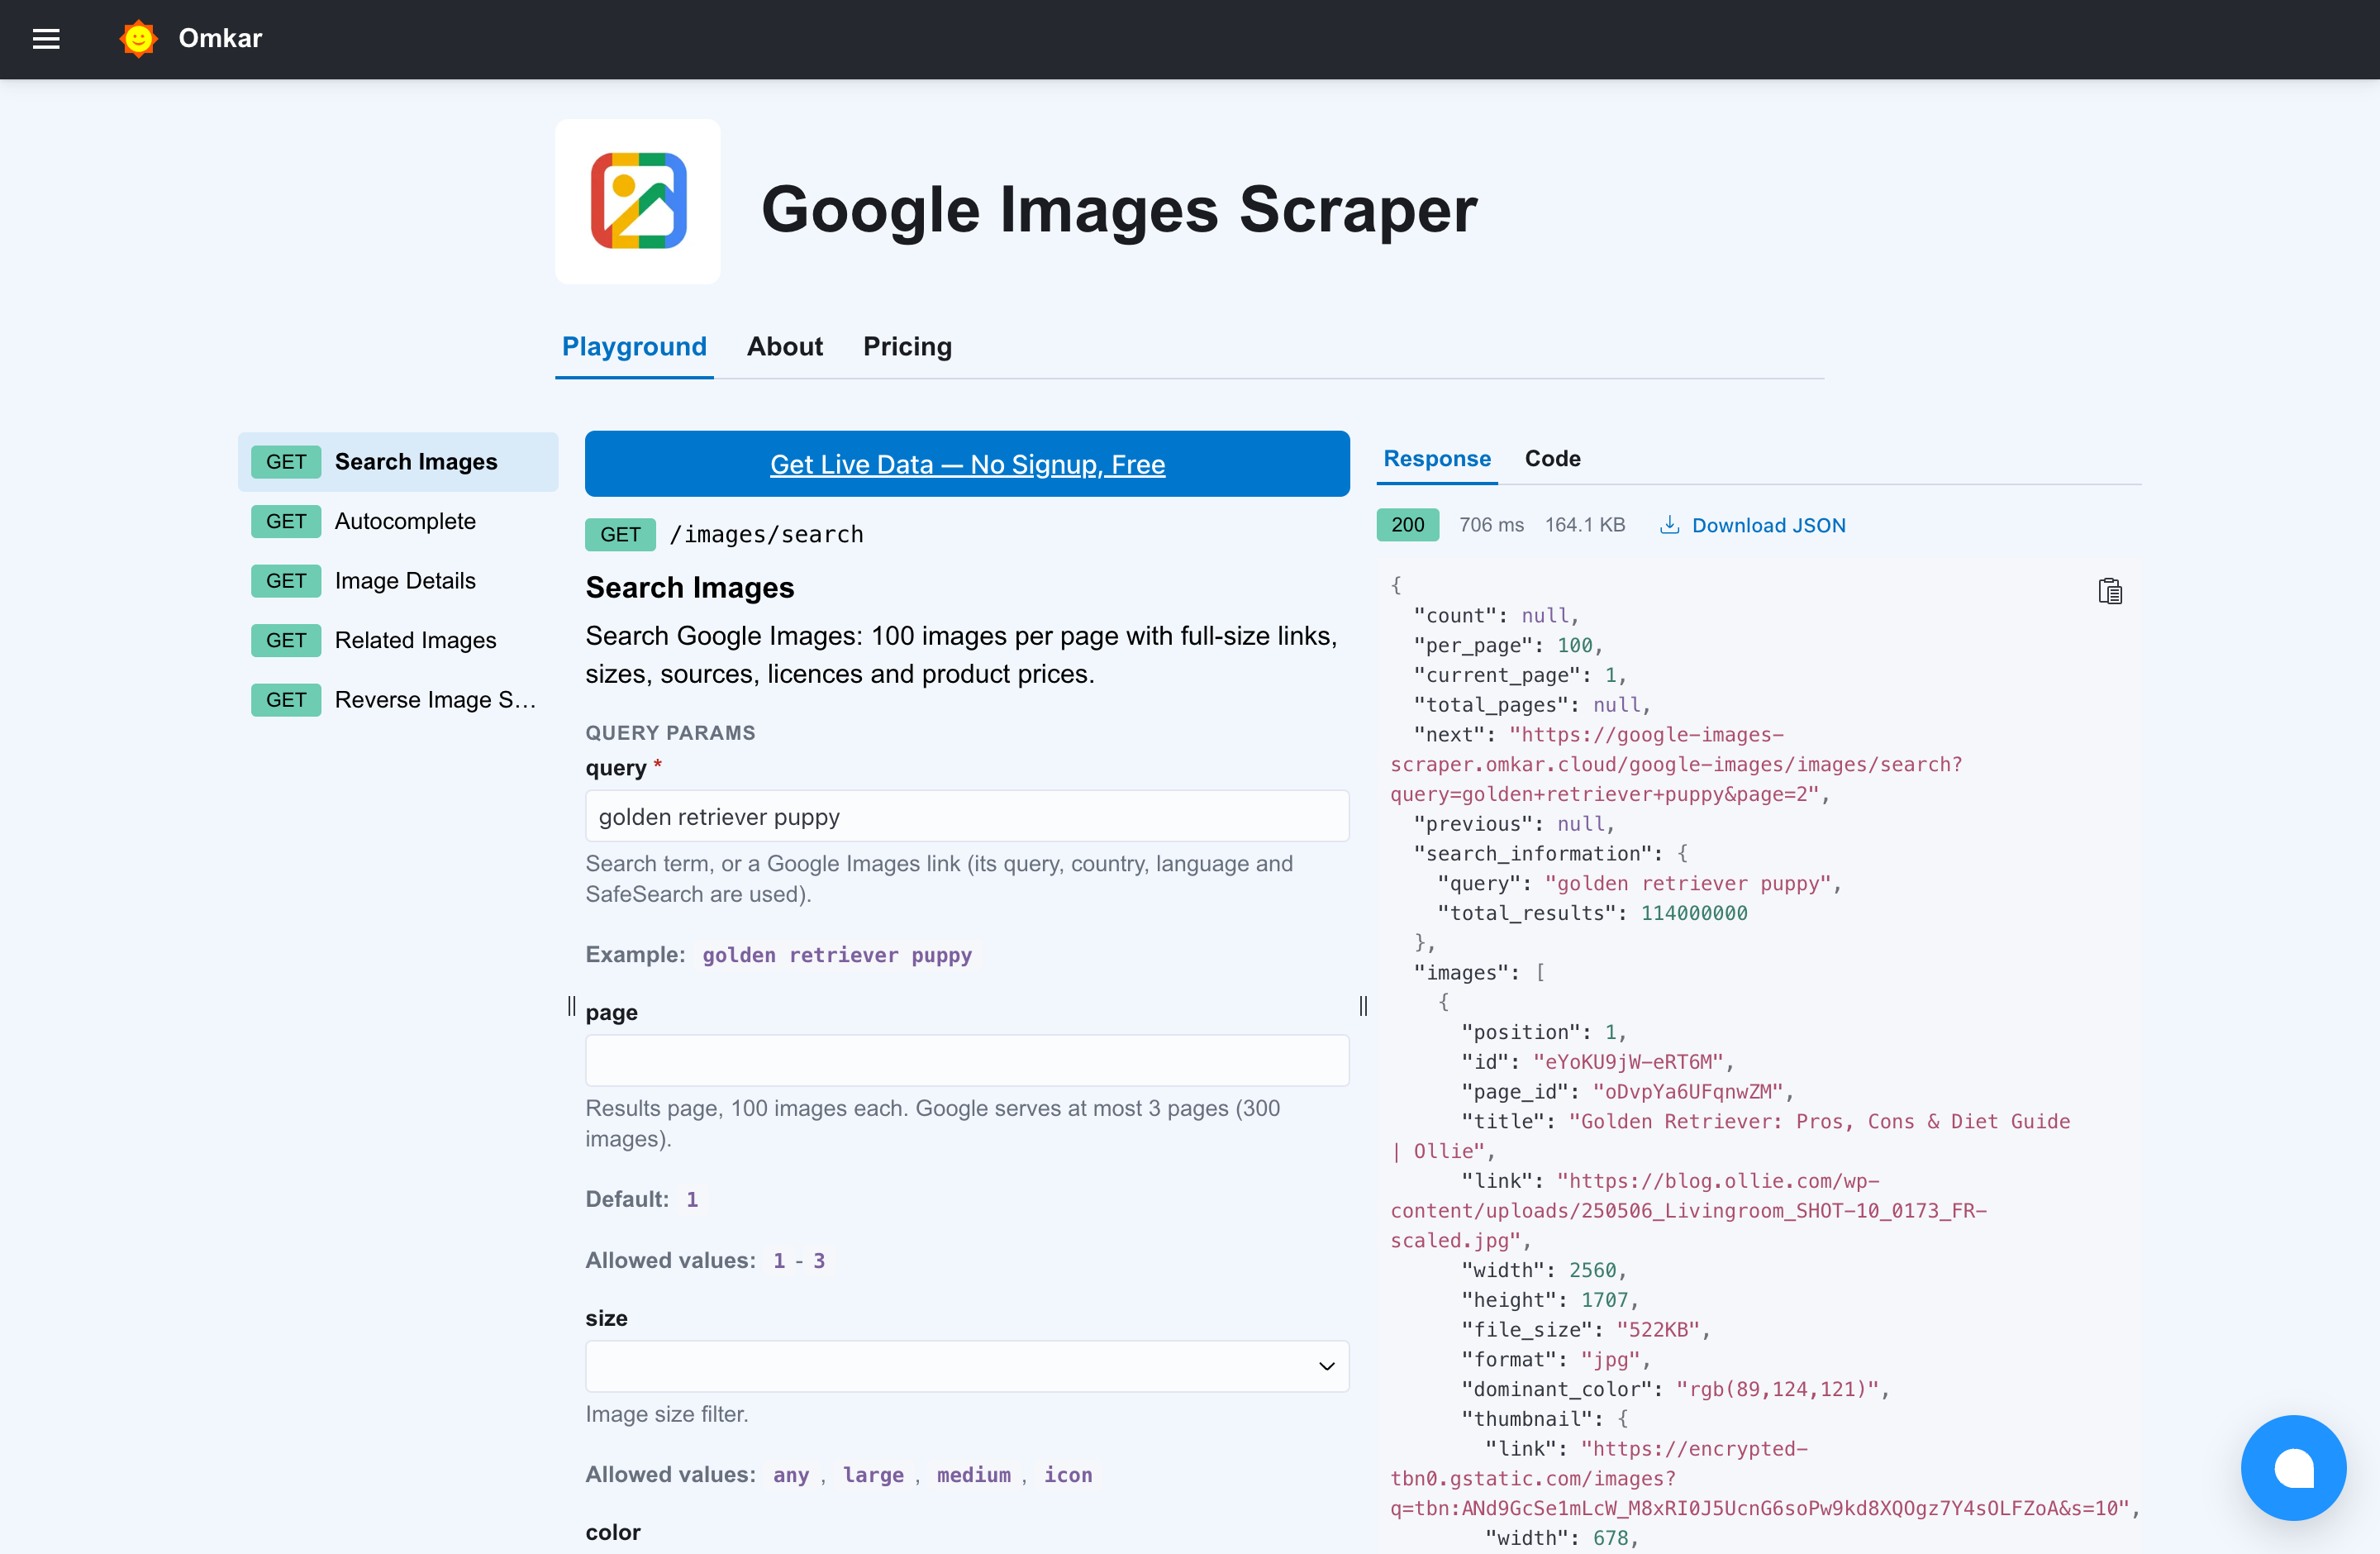 Omkar
Google Images Scraper
Playground
About
Pricing
GET Search Images
GET Autocomplete
GET Image Details
GET Related Images
GET Reverse Image S…
Get Live Data — No Signup, Free
GET /images/search
Search Images
Search Google Images: 100 images per page with full-size links,
sizes, sources, licences and product prices.
QUERY PARAMS
query *
golden retriever puppy
Search term, or a Google Images link (its query, country, language and
SafeSearch are used).
Example: golden retriever puppy
page
Results page, 100 images each. Google serves at most 3 pages (300
images).
Default: 1
Allowed values: 1 - 3
size
Image size filter.
Allowed values: any , large , medium , icon
color
Response
Code
200 706 ms 164.1 KB Download JSON
{
"count": null,
"per_page": 100,
"current_page": 1,
"total_pages": null,
"next": "https://google-images-
scraper.omkar.cloud/google-images/images/search?
query=golden+retriever+puppy&page=2",
"previous": null,
"search_information": {
"query": "golden retriever puppy",
"total_results": 114000000
},
"images": [
{
"position": 1,
"id": "eYoKU9jW-eRT6M",
"page_id": "oDvpYa6UFqnwZM",
"title": "Golden Retriever: Pros, Cons & Diet Guide
| Ollie",
"link": "https://blog.ollie.com/wp-
content/uploads/250506_Livingroom_SHOT-10_0173_FR-
scaled.jpg",
"width": 2560,
"height": 1707,
"file_size": "522KB",
"format": "jpg",
"dominant_color": "rgb(89,124,121)",
"thumbnail": {
"link": "https://encrypted-
tbn0.gstatic.com/images?
q=tbn:ANd9GcSe1mLcW_M8xRI0J5UcnG6soPw9kd8XQOgz7Y4sOLFZoA&s=10",
"width": 678,